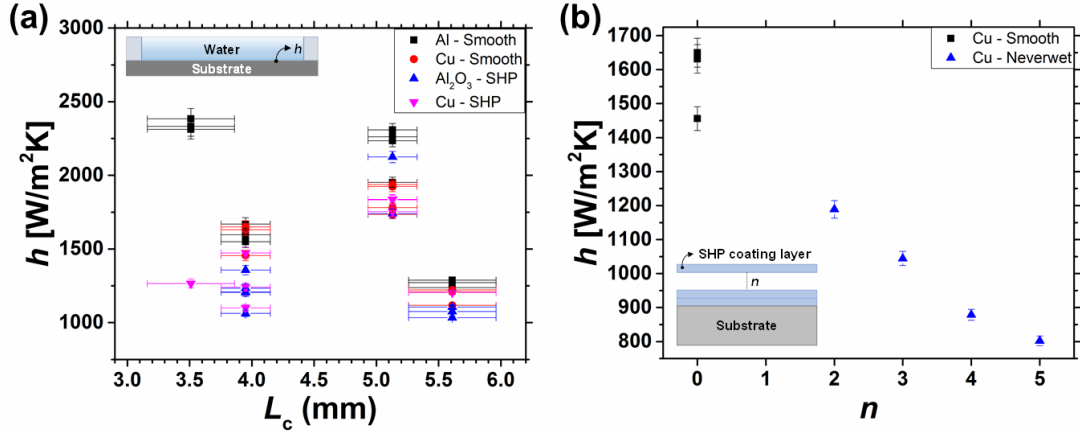 (a)
3000
2500
2000
1500
1000
h [W/m²K]
3.0 3.5 4.0 4.5 5.0 5.5 6.0
L_c (mm)
Water
h
Substrate
Al - Smooth
Cu - Smooth
Al₂O₃ - SHP
Cu - SHP
(b)
1700
1600
1500
1400
1300
1200
1100
1000
900
800
h [W/m²K]
0 1 2 3 4 5
n
Cu - Smooth
Cu - Neverwet
SHP coating layer
n
Substrate